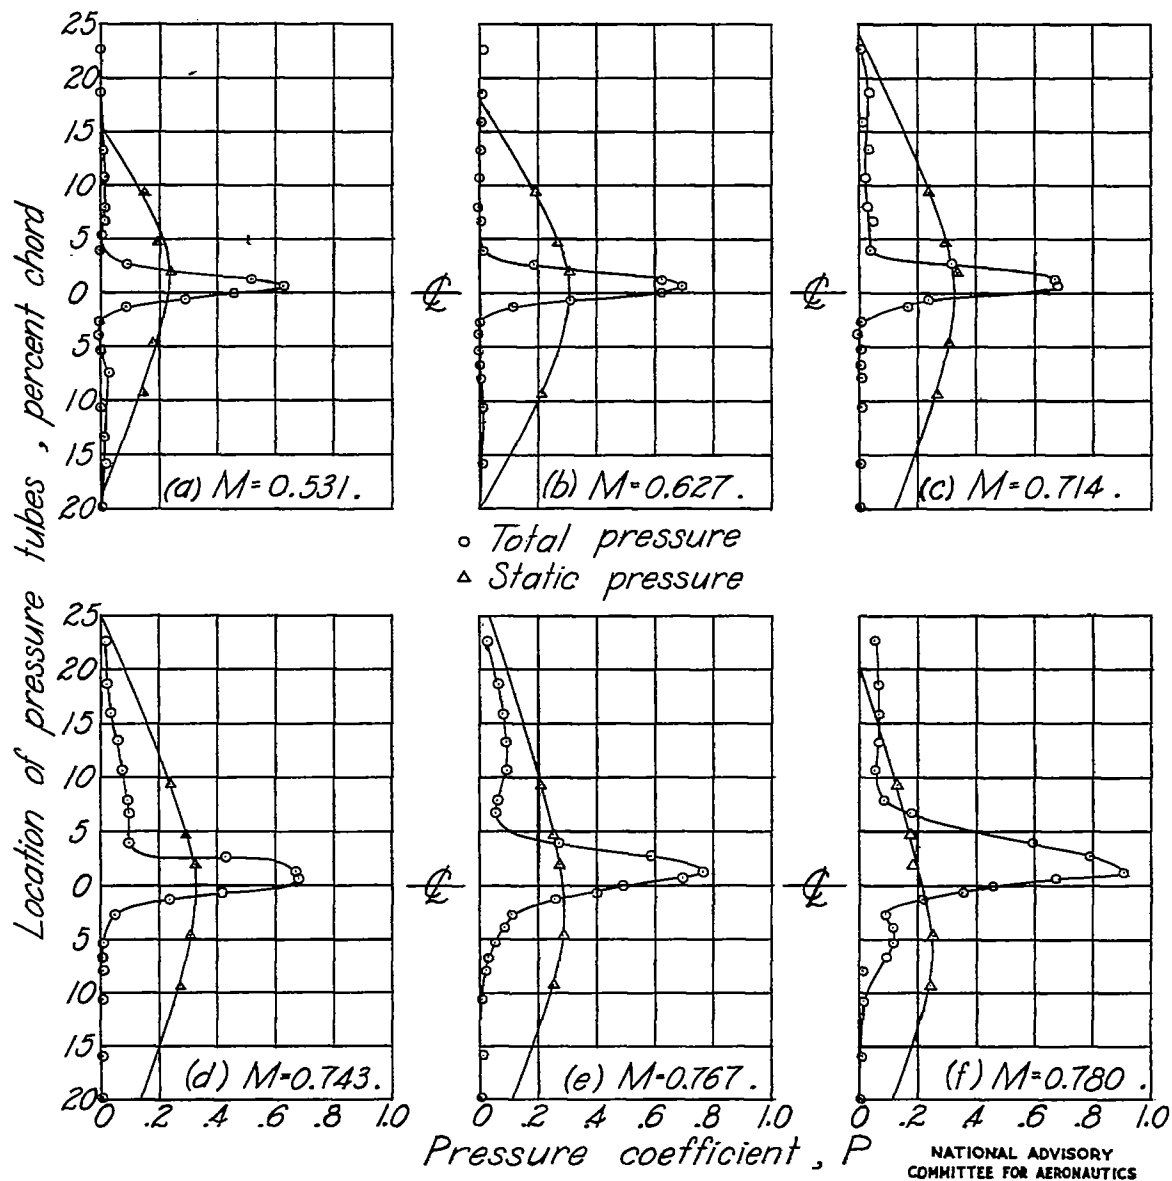 Location of pressure tubes, percent chord
25
20
15
10
5
0
5
10
15
20
(a) M=0.531.
℄
(b) M=0.627.
℄
(c) M=0.714.
○ Total pressure
△ Static pressure
25
20
15
10
5
0
5
10
15
20
(d) M=0.743.
℄
(e) M=0.767.
℄
(f) M=0.780.
0 .2 .4 .6 .8 1.0
0 .2 .4 .6 .8 1.0
0 .2 .4 .6 .8 1.0
Pressure coefficient, P
NATIONAL ADVISORY
COMMITTEE FOR AERONAUTICS